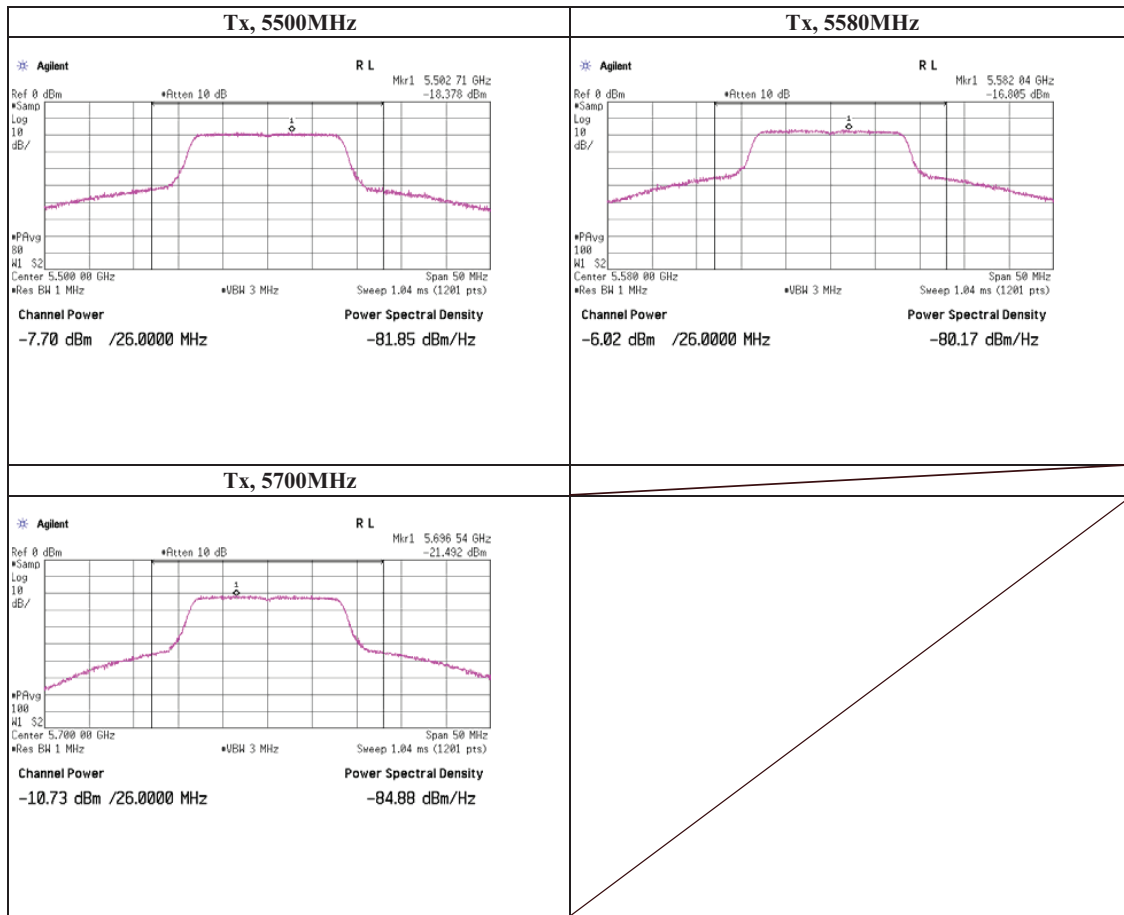 Tx, 5500MHz
Agilent
R L
Mkr1 5.502 71 GHz
Ref 0 dBm
*Atten 10 dB
-18.378 dBm
*Samp
Log
10
dB/
1
*PAvg
80
W1 S2
Center 5.500 00 GHz
Span 50 MHz
*Res BW 1 MHz
*VBW 3 MHz
Sweep 1.04 ms (1201 pts)
Channel Power
Power Spectral Density
-7.70 dBm /26.0000 MHz
-81.85 dBm/Hz
Tx, 5580MHz
Agilent
R L
Mkr1 5.582 04 GHz
Ref 0 dBm
*Atten 10 dB
-16.805 dBm
*Samp
Log
10
dB/
1
*PAvg
100
W1 S2
Center 5.580 00 GHz
Span 50 MHz
*Res BW 1 MHz
*VBW 3 MHz
Sweep 1.04 ms (1201 pts)
Channel Power
Power Spectral Density
-6.02 dBm /26.0000 MHz
-80.17 dBm/Hz
Tx, 5700MHz
Agilent
R L
Mkr1 5.696 54 GHz
Ref 0 dBm
*Atten 10 dB
-21.492 dBm
*Samp
Log
10
dB/
1
*PAvg
100
W1 S2
Center 5.700 00 GHz
Span 50 MHz
*Res BW 1 MHz
*VBW 3 MHz
Sweep 1.04 ms (1201 pts)
Channel Power
Power Spectral Density
-10.73 dBm /26.0000 MHz
-84.88 dBm/Hz